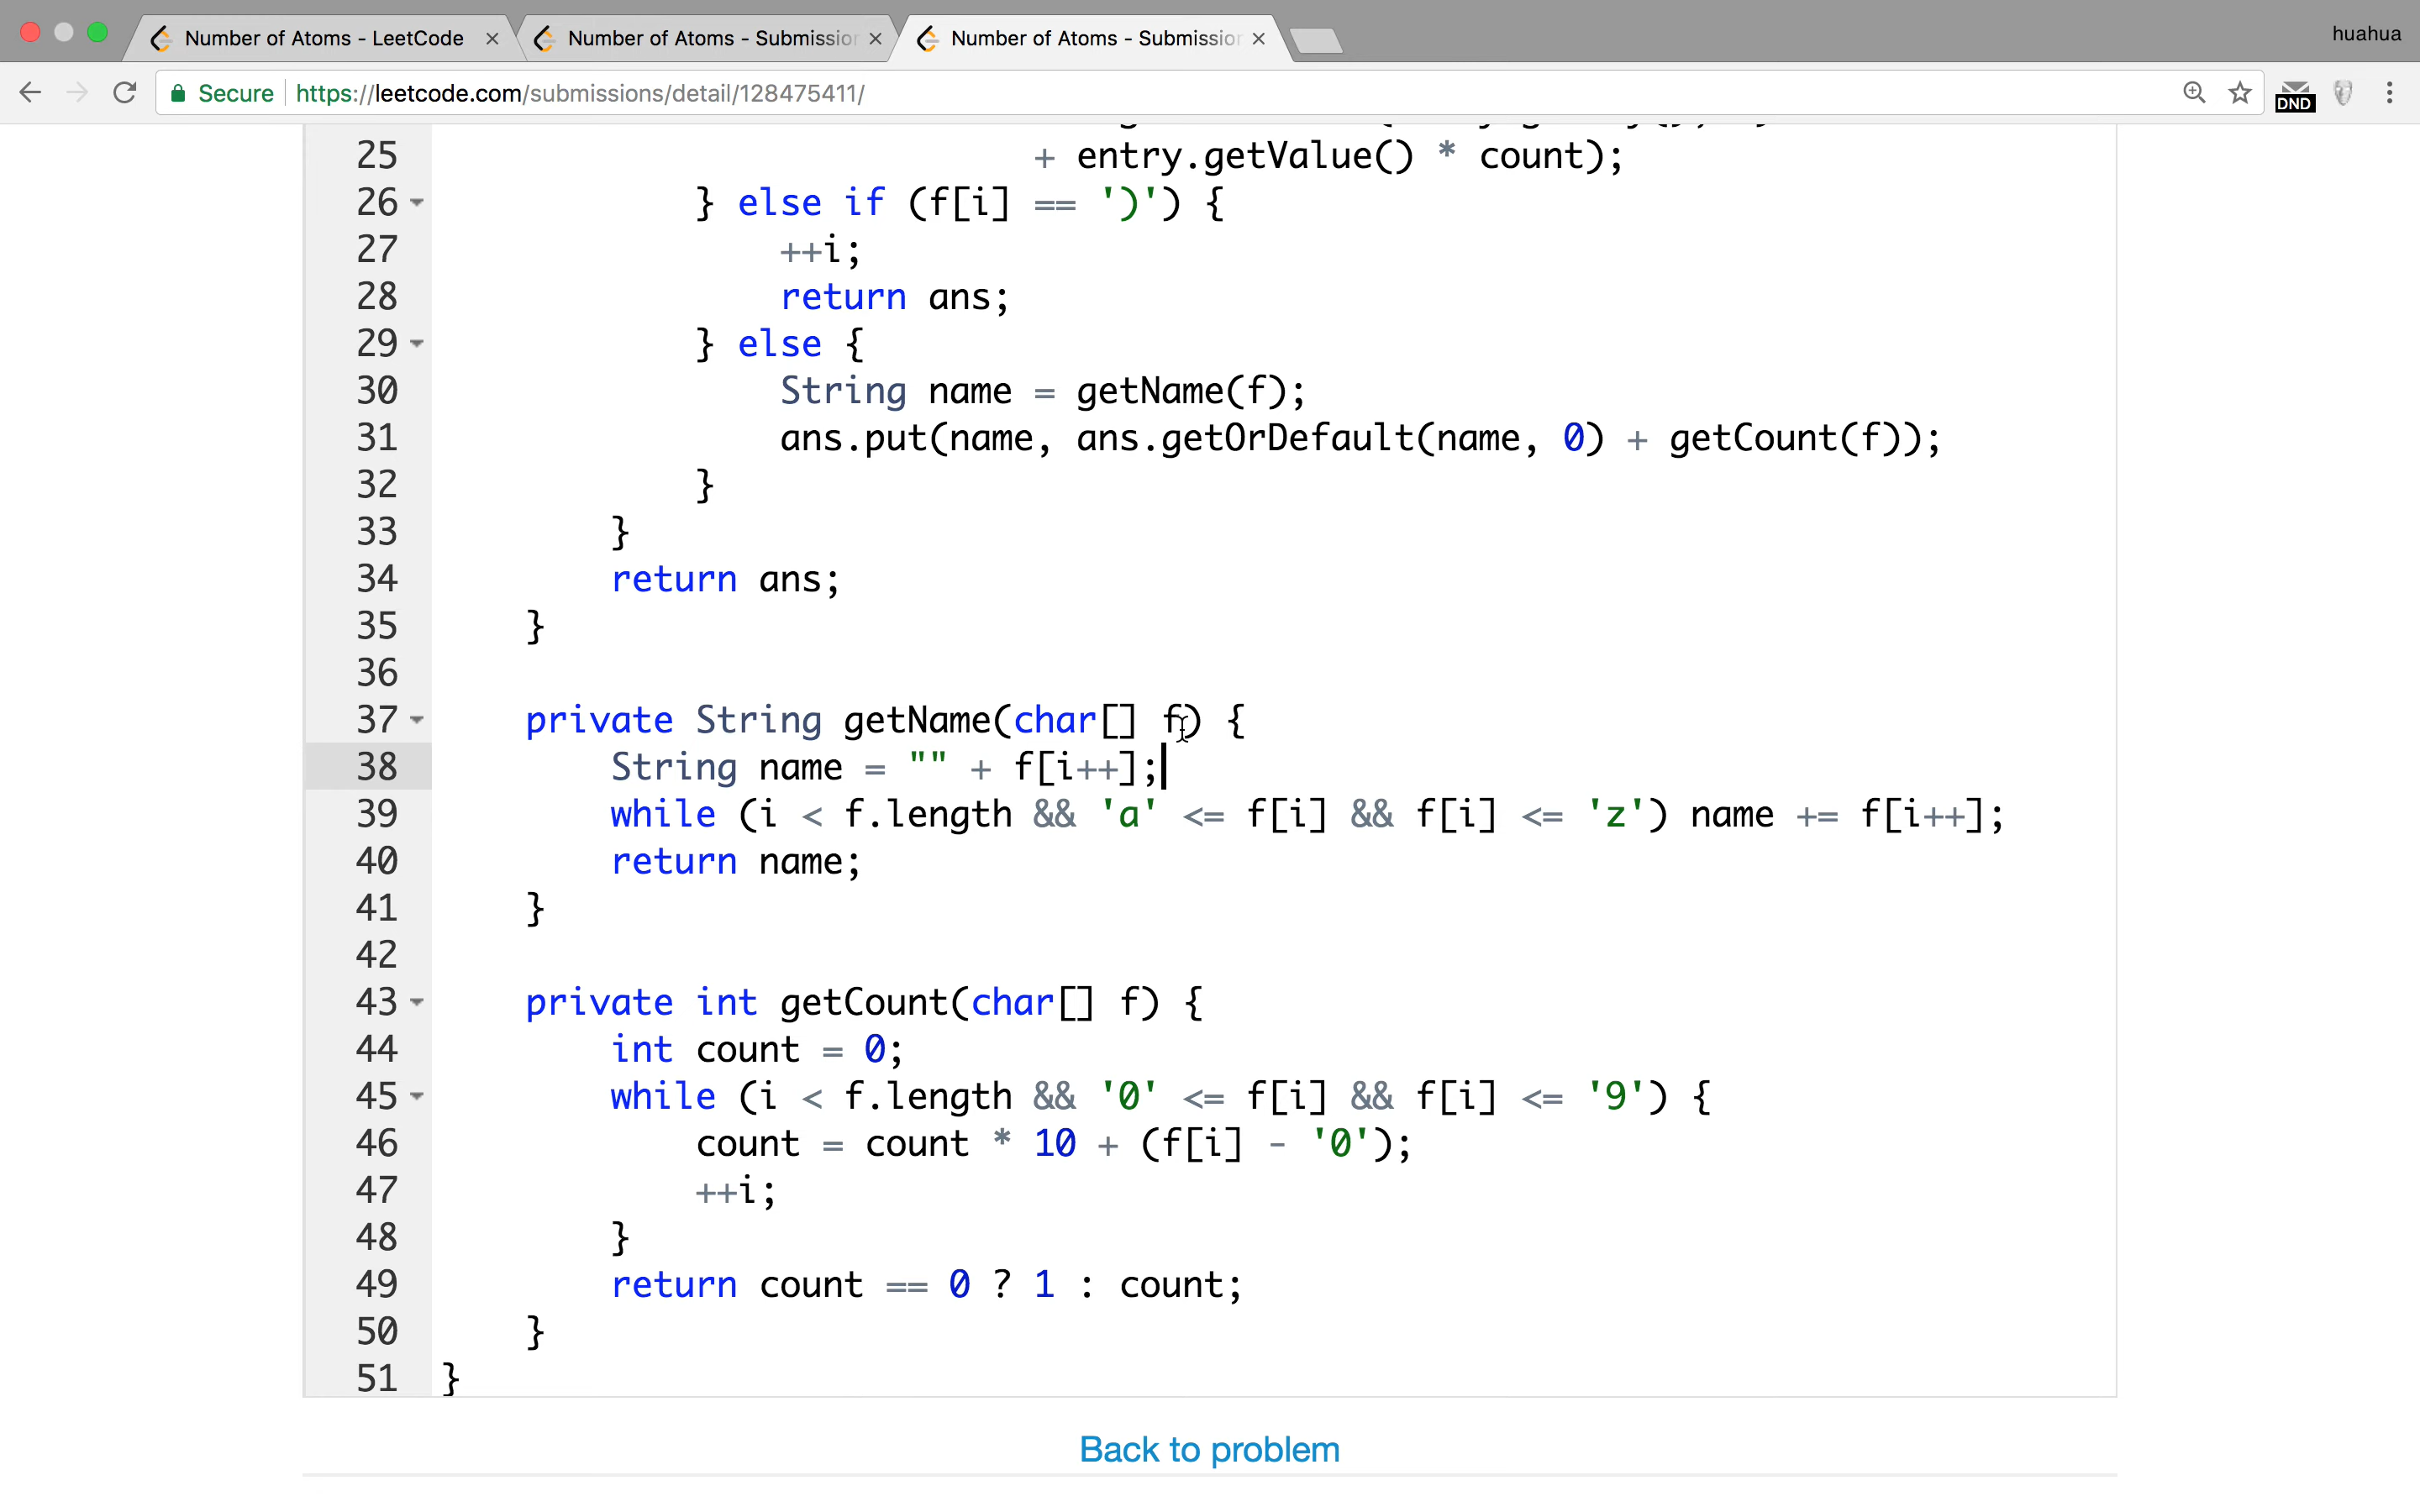 Number of Atoms - LeetCode
Number of Atoms - Submissio
Number of Atoms - Submissio
huahua
Secure https://leetcode.com/submissions/detail/128475411/
DND
25 + entry.getValue() * count);
26 } else if (f[i] == ')') {
27 ++i;
28 return ans;
29 } else {
30 String name = getName(f);
31 ans.put(name, ans.getOrDefault(name, 0) + getCount(f));
32 }
33 }
34 return ans;
35 }
36
37 private String getName(char[] f) {
38 String name = "" + f[i++];
39 while (i < f.length && 'a' <= f[i] && f[i] <= 'z') name += f[i++];
40 return name;
41 }
42
43 private int getCount(char[] f) {
44 int count = 0;
45 while (i < f.length && '0' <= f[i] && f[i] <= '9') {
46 count = count * 10 + (f[i] - '0');
47 ++i;
48 }
49 return count == 0 ? 1 : count;
50 }
51 }
Back to problem